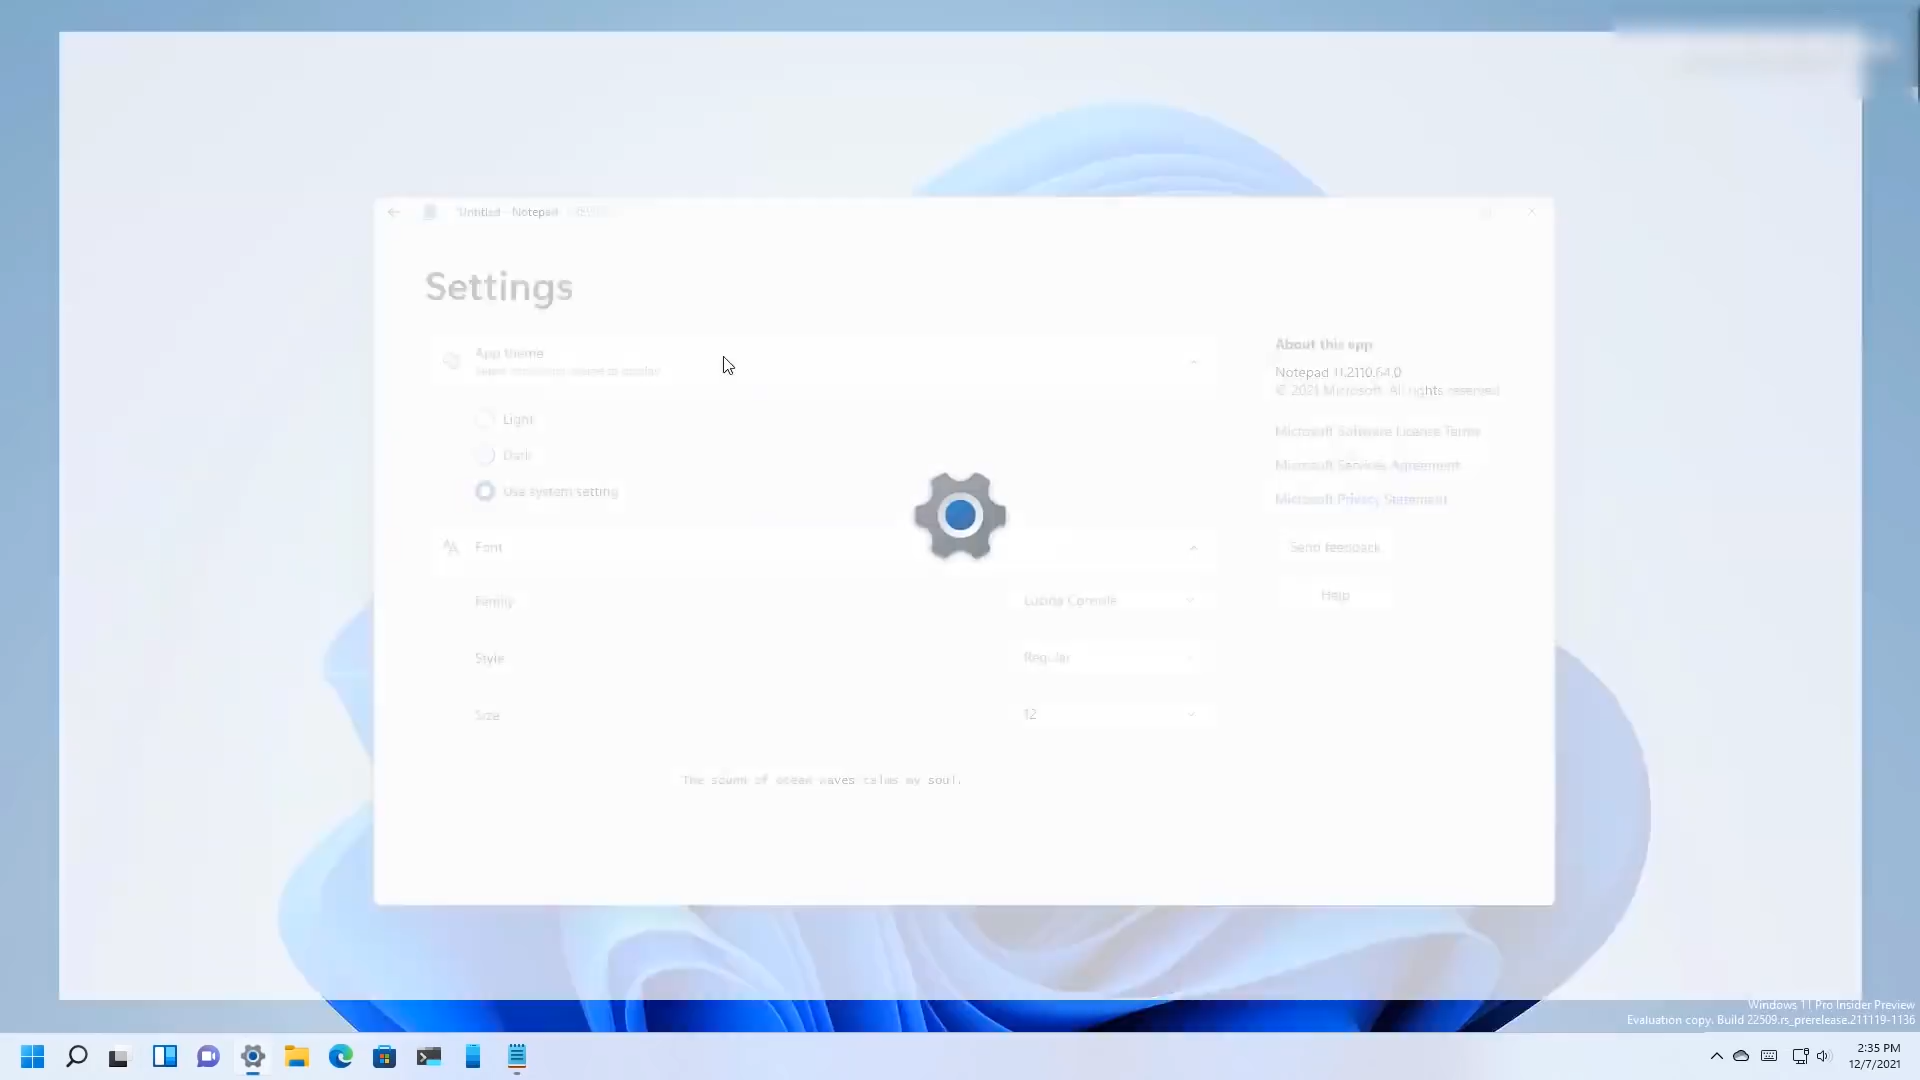 Untitled - Notepad
Settings
App theme
Light
Dark
Use system setting
Font
Family
Lucida Console
Style
Regular
Size
12
The sound of ocean waves calms my soul.
About this app
Notepad 11.2110.64.0
© 2021 Microsoft. All rights reserved.
Microsoft Software License Terms
Microsoft Services Agreement
Microsoft Privacy Statement
Send feedback
Help
Windows 11 Pro Insider Preview
Evaluation copy. Build 22509.rs_prerelease.211119-1136
2:35 PM
12/7/2021